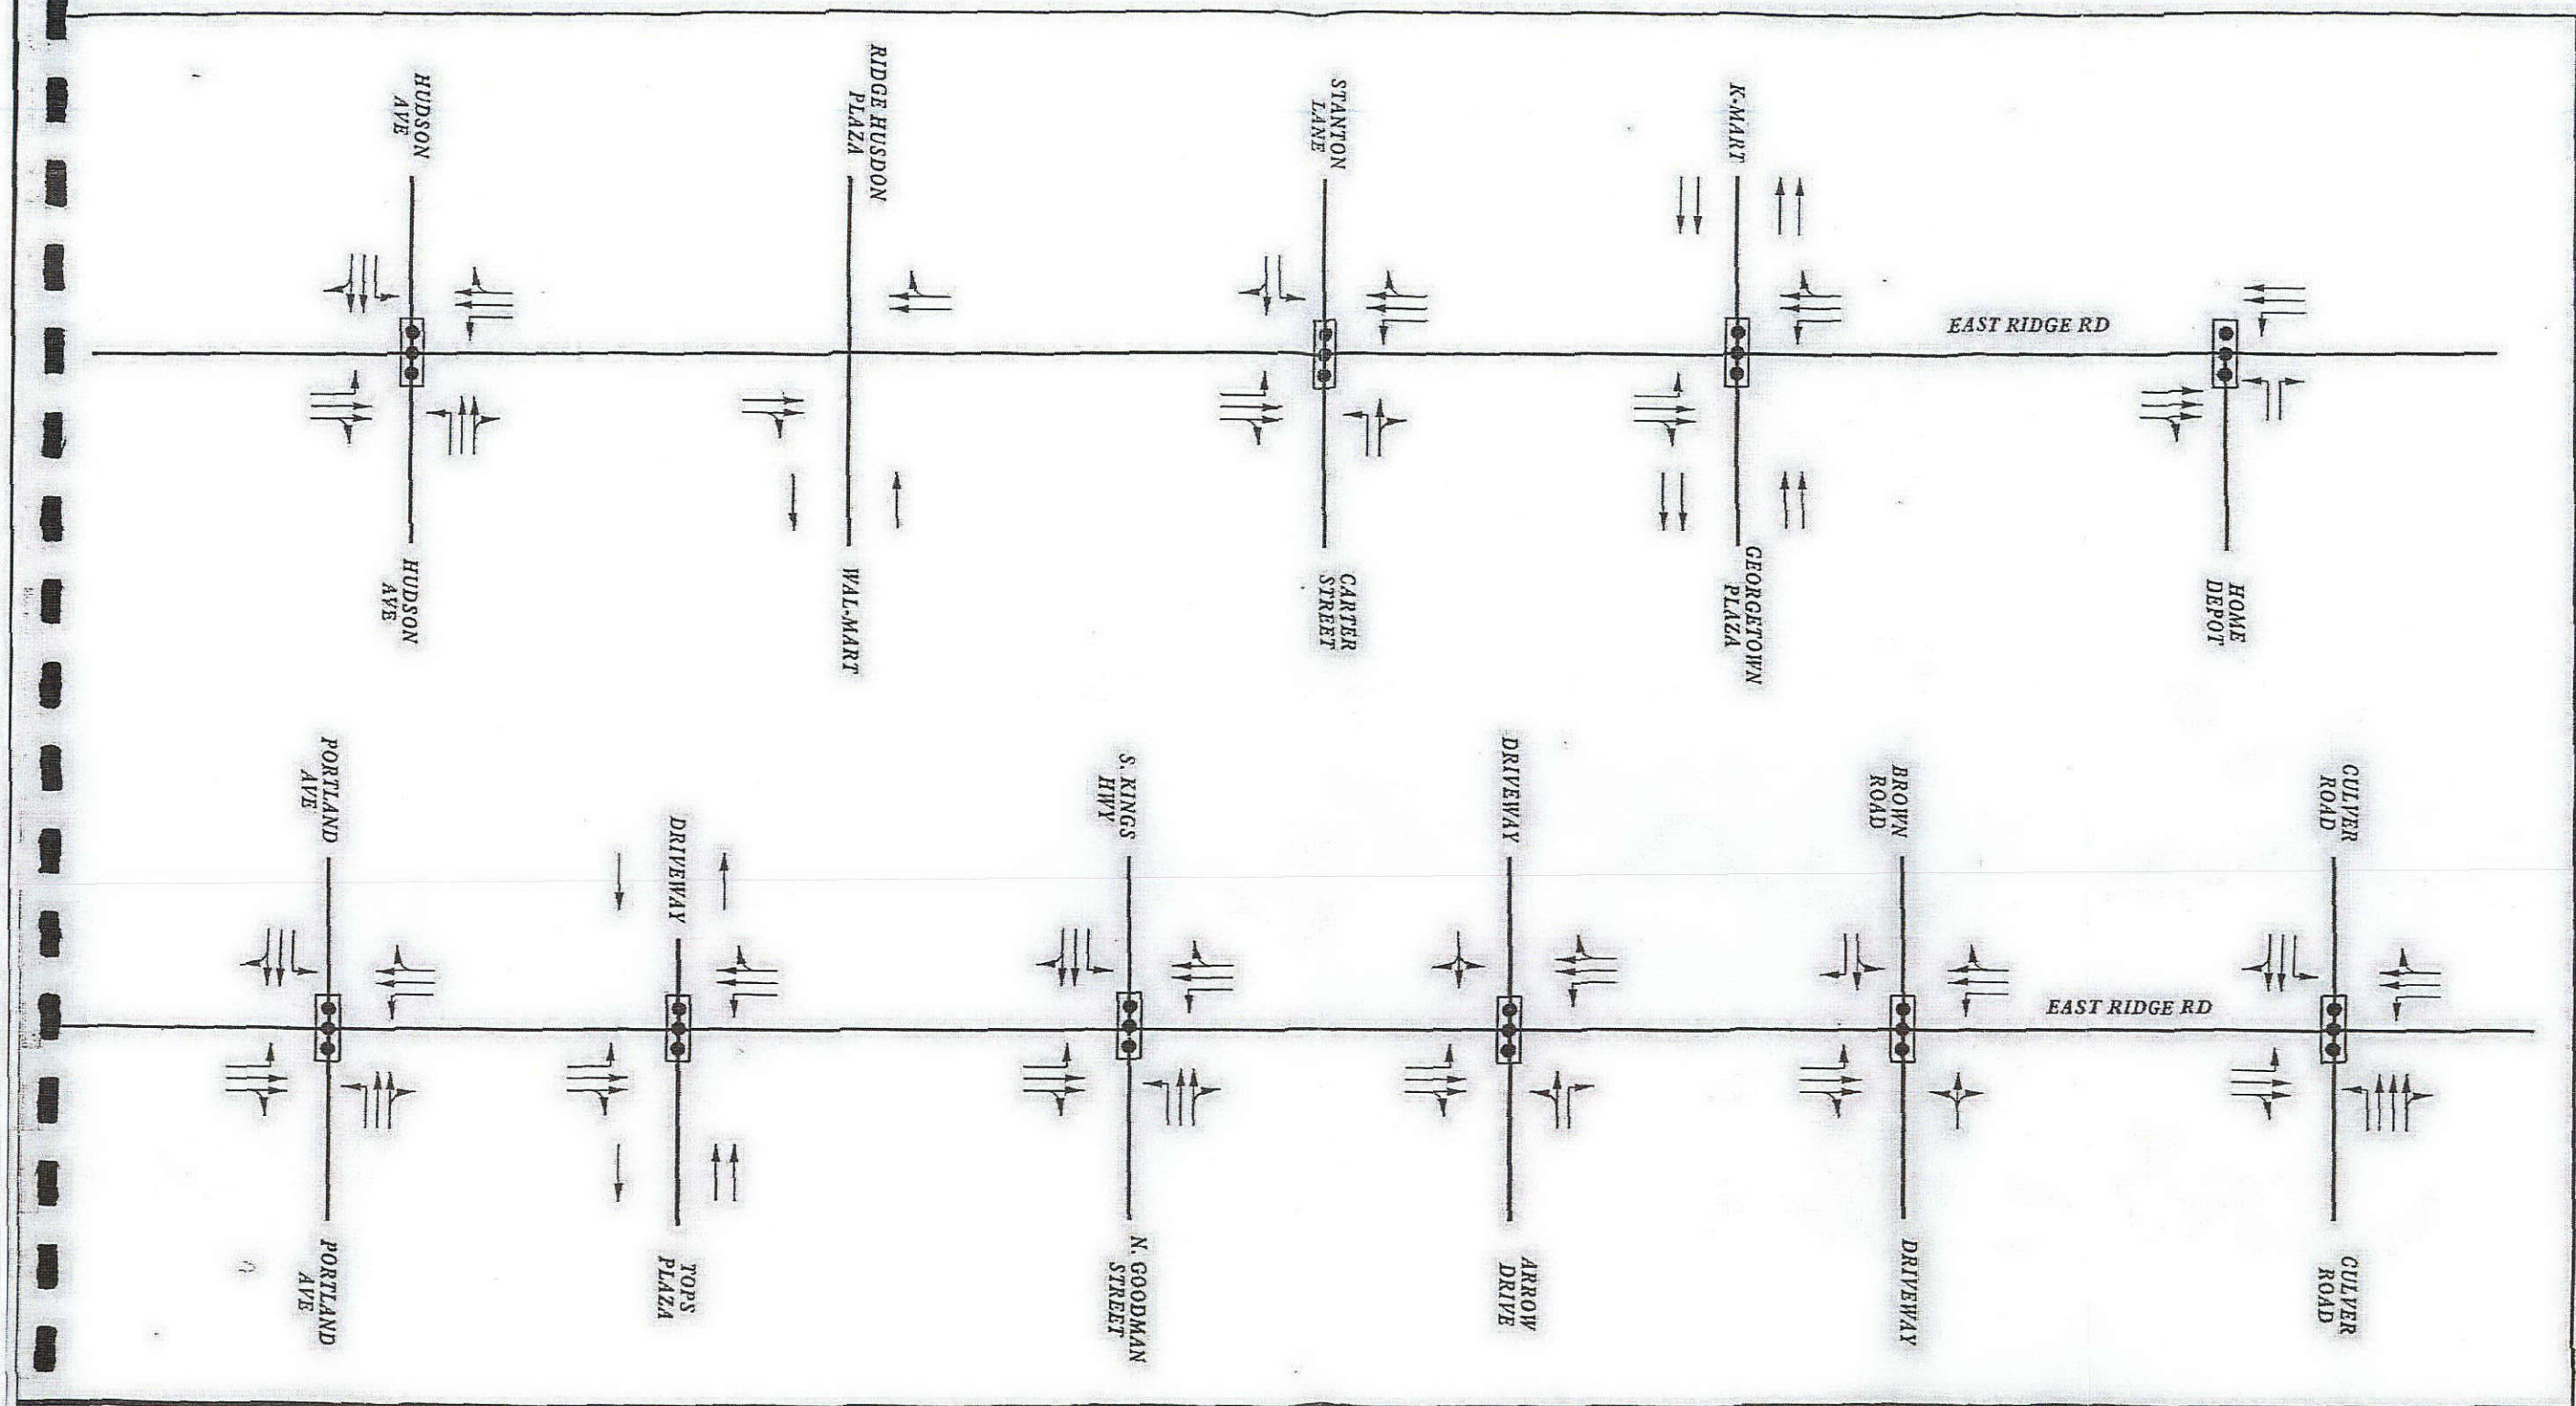 HUDSON
AVE
RIDGE HUSDON
PLAZA
STANTON
LANE
K-MART
EAST RIDGE RD
HUDSON
AVE
WAL-MART
CARTER
STREET
GEORGETOWN
PLAZA
HOME
DEPOT
PORTLAND
AVE
DRIVEWAY
S. KINGS
HWY
DRIVEWAY
BROWN
ROAD
CULVER
ROAD
EAST RIDGE RD
PORTLAND
AVE
TOPS
PLAZA
N. GOODMAN
STREET
ARROW
DRIVE
DRIVEWAY
CULVER
ROAD